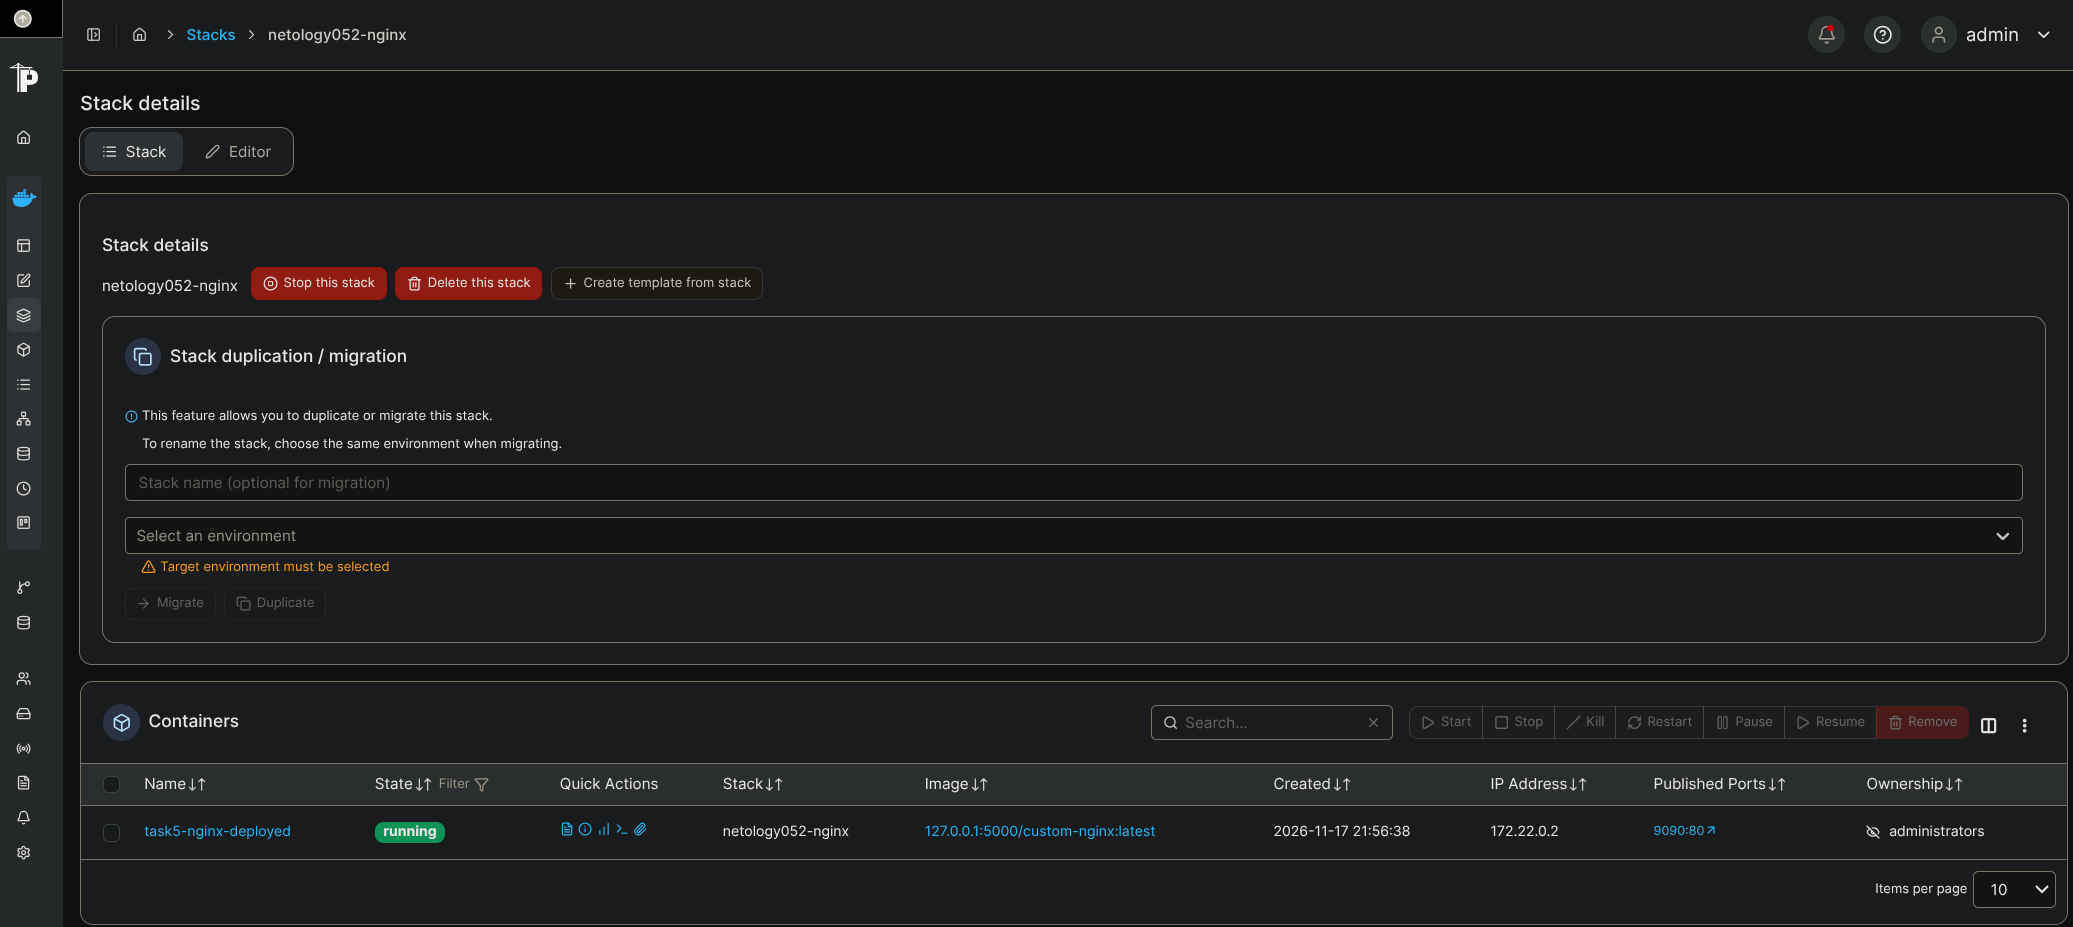 Stacks netology052-nginx admin
Stack details
Stack Editor
Stack details
netology052-nginx Stop this stack Delete this stack Create template from stack
Stack duplication / migration
This feature allows you to duplicate or migrate this stack.
To rename the stack, choose the same environment when migrating.
Stack name (optional for migration)
Select an environment
Target environment must be selected
Migrate Duplicate
Containers Search... Start Stop Kill Restart Pause Resume Remove
Name State Filter Quick Actions Stack Image Created IP Address Published Ports Ownership
task5-nginx-deployed running netology052-nginx 127.0.0.1:5000/custom-nginx:latest 2026-11-17 21:56:38 172.22.0.2 9090:80 administrators
Items per page 10